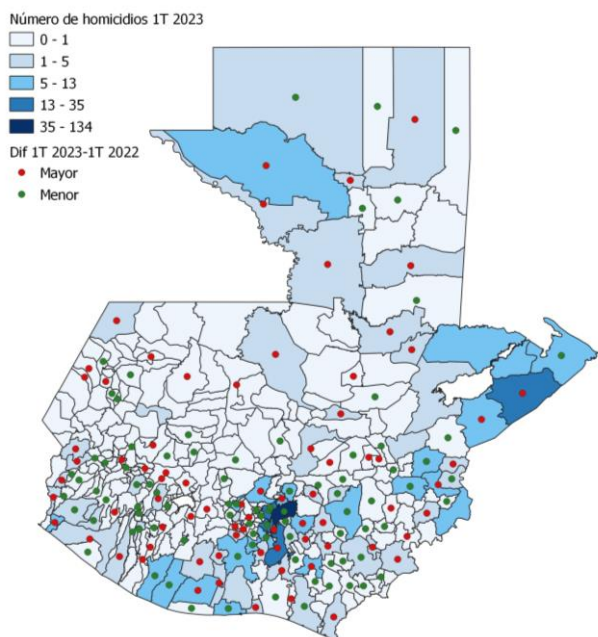 Número de homicidios 1T 2023
0 - 1
1 - 5
5 - 13
13 - 35
35 - 134
Dif 1T 2023-1T 2022
Mayor
Menor